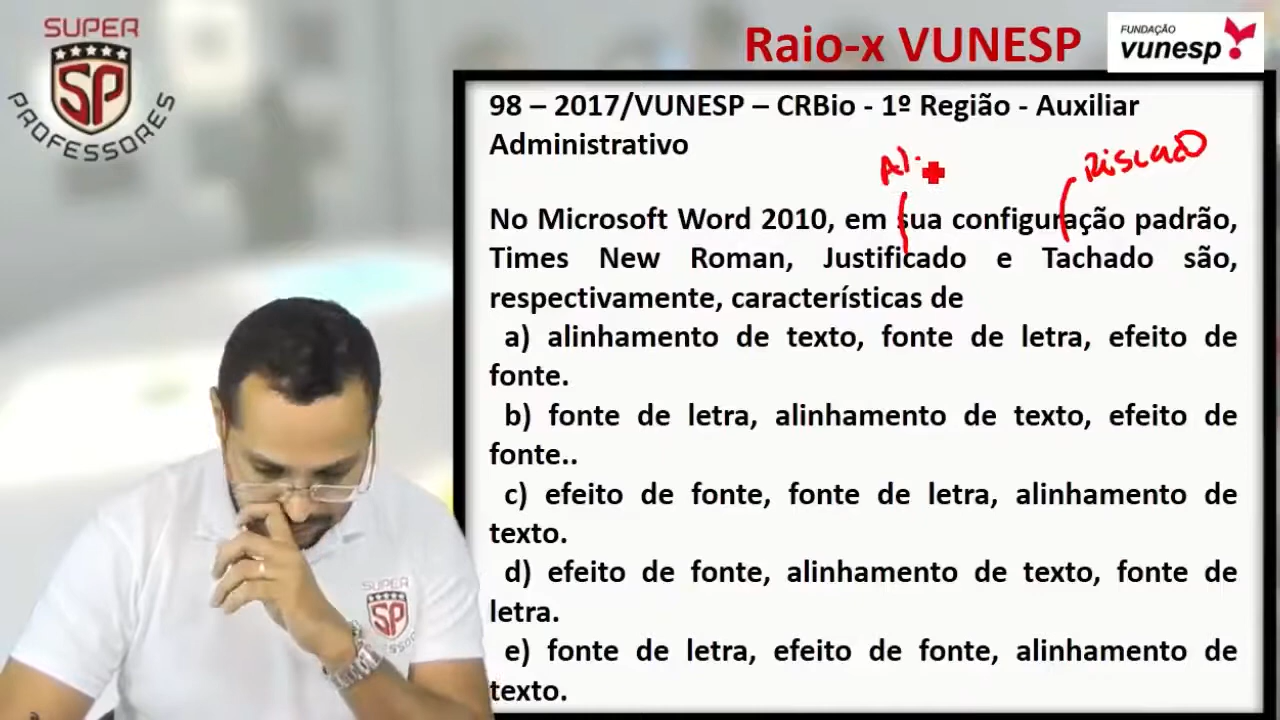 SUPER
SP
PROFESSORES
Raio-x VUNESP
FUNDAÇÃO
vunesp
98 – 2017/VUNESP – CRBio - 1º Região - Auxiliar
Administrativo
Al.
RISCADO
No Microsoft Word 2010, em sua configuração padrão,
Times New Roman, Justificado e Tachado são,
respectivamente, características de
a) alinhamento de texto, fonte de letra, efeito de
fonte.
b) fonte de letra, alinhamento de texto, efeito de
fonte..
c) efeito de fonte, fonte de letra, alinhamento de
texto.
d) efeito de fonte, alinhamento de texto, fonte de
letra.
e) fonte de letra, efeito de fonte, alinhamento de
texto.
SUPER
SP